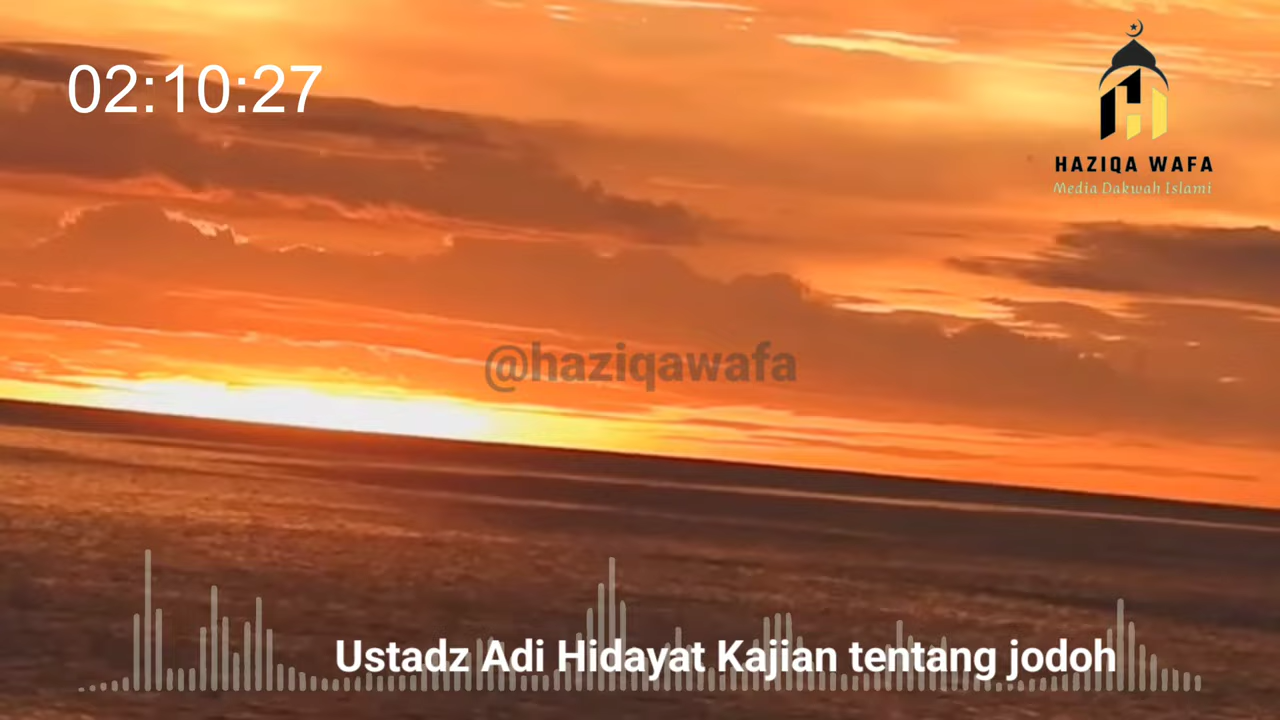 02:10:27
HAZIQA WAFA
Media Dakwah Islami
@haziqawafa
Ustadz Adi Hidayat Kajian tentang jodoh